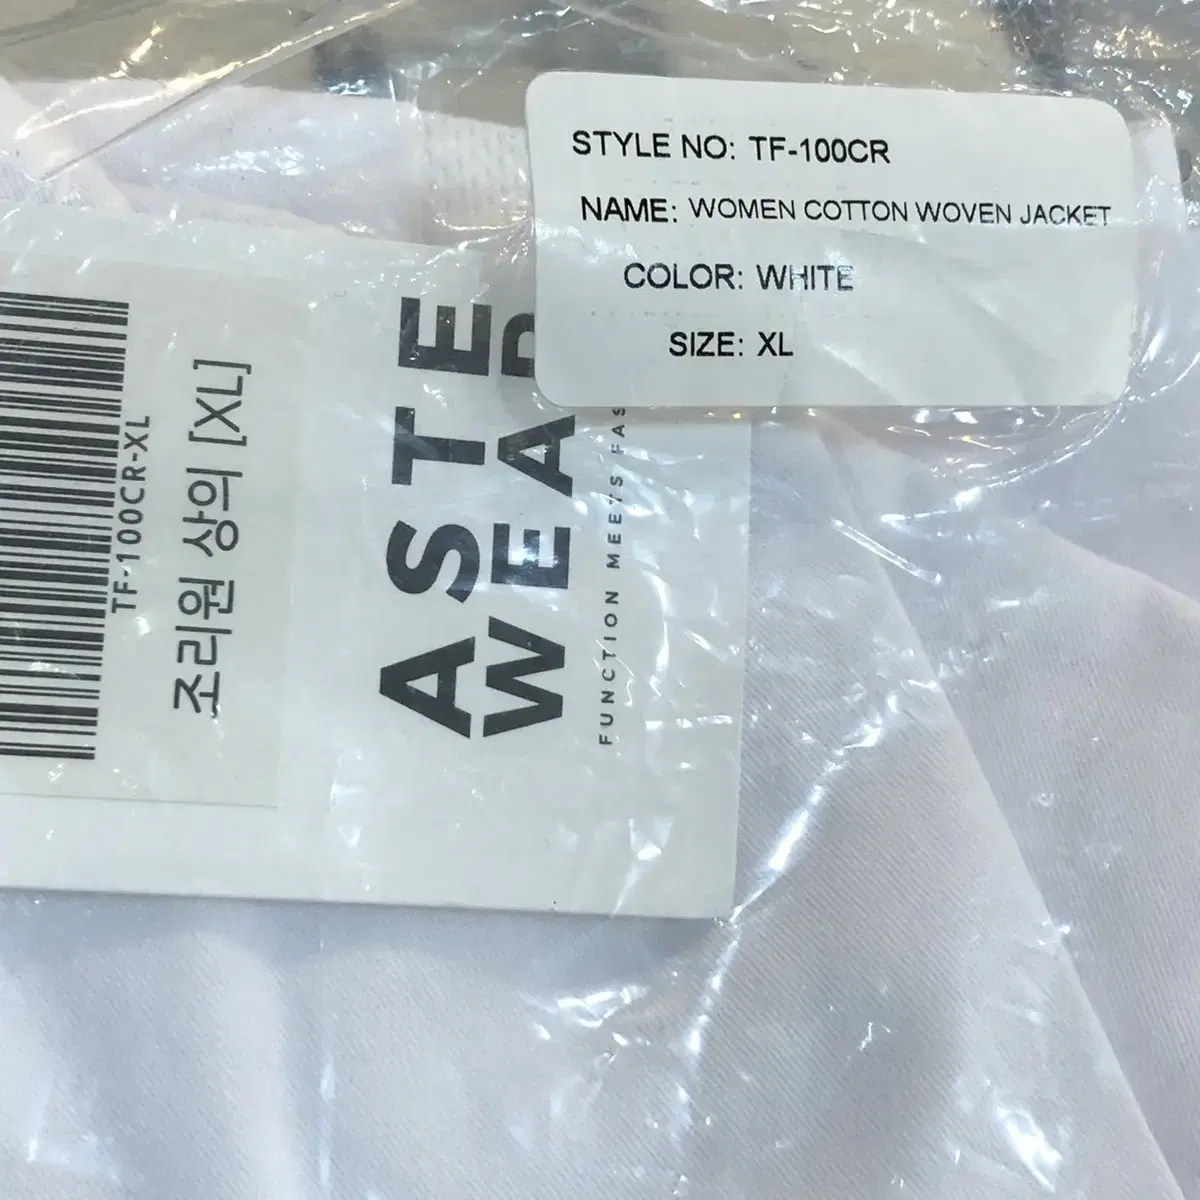 STYLE NO: TF-100CR
NAME: WOMEN COTTON WOVEN JACKET
COLOR: WHITE
SIZE: XL
TF-100CR-XL
조리원 상의 [XL]
ASTE
WEAR
FUNCTION MEETS FAS